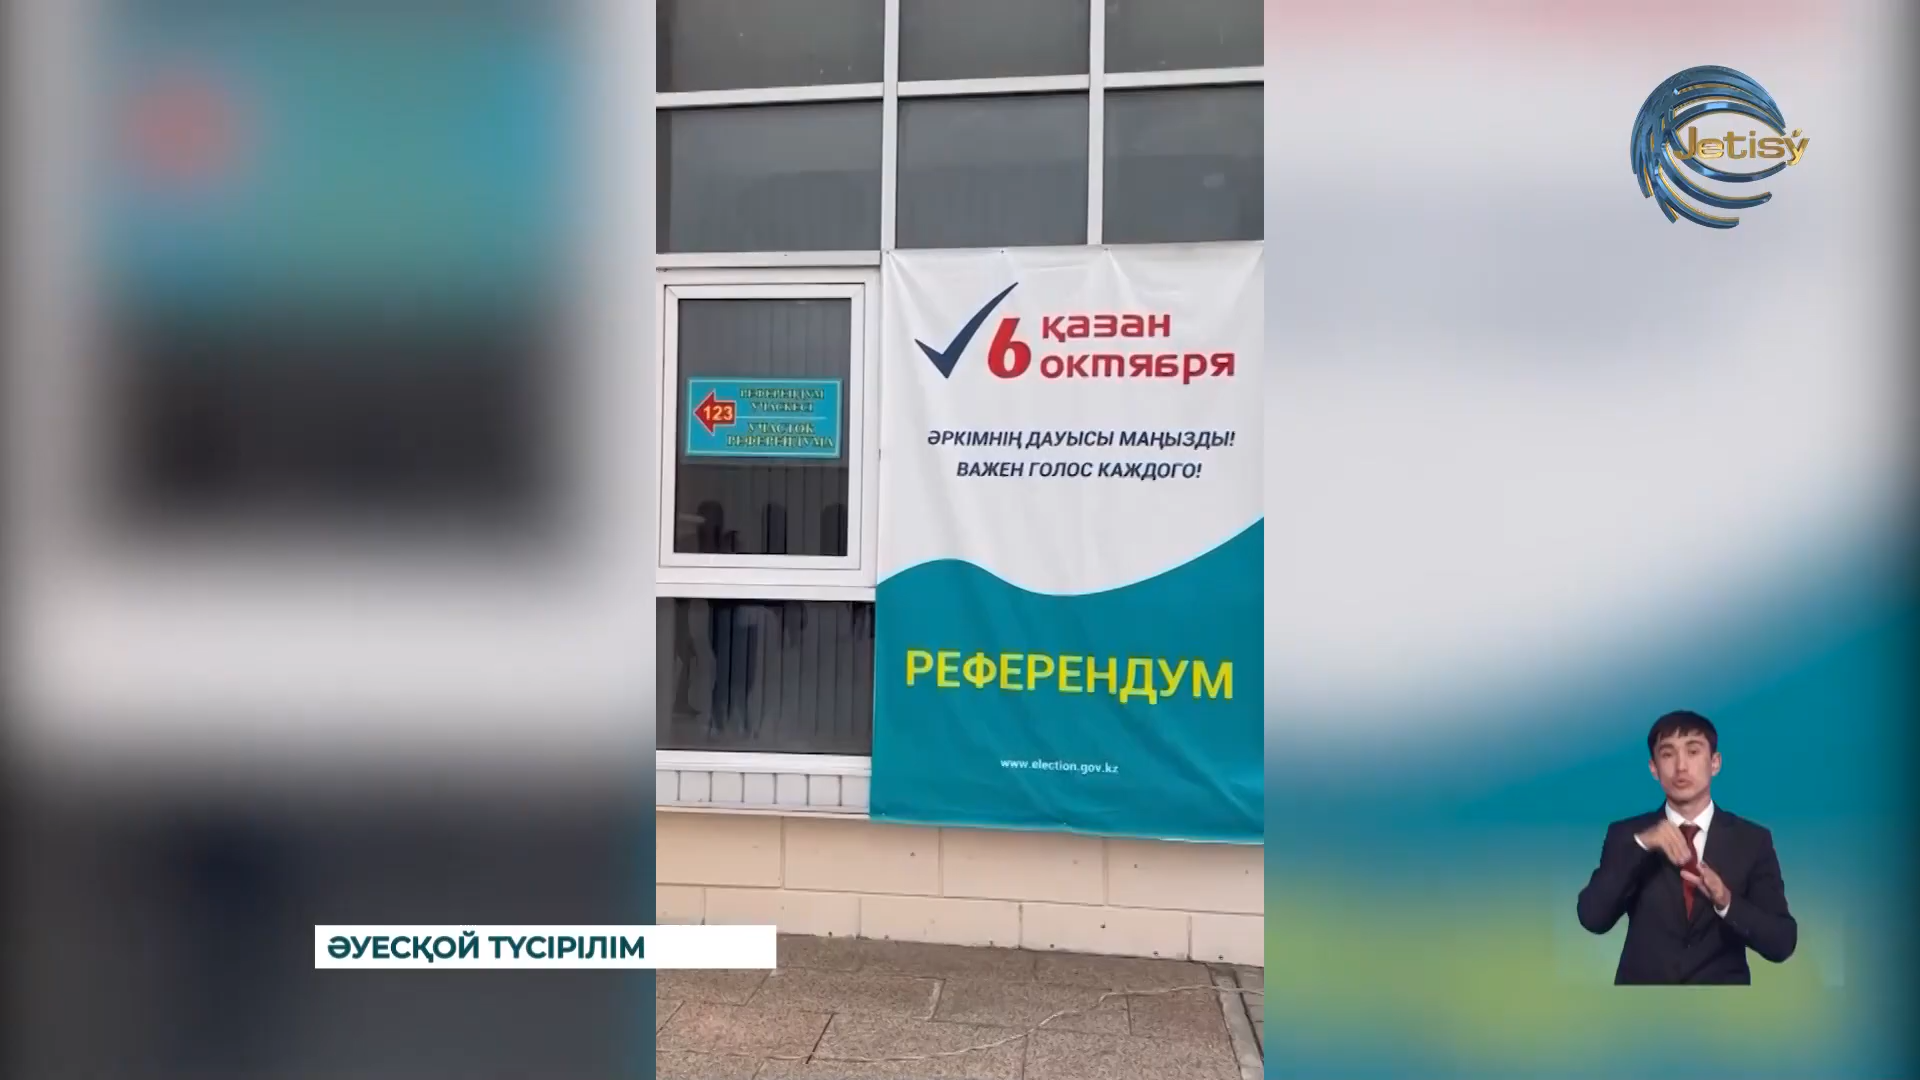 Jetisý
6 қазан
октября
ӘРКІМНІҢ ДАУЫСЫ МАҢЫЗДЫ!
ВАЖЕН ГОЛОС КАЖДОГО!
РЕФЕРЕНДУМ
www.election.gov.kz
123
РЕФЕРЕНДУМ
УЧАСКЕСІ
УЧАСТОК
РЕФЕРЕНДУМА
ӘУЕСҚОЙ ТҮСІРІЛІМ